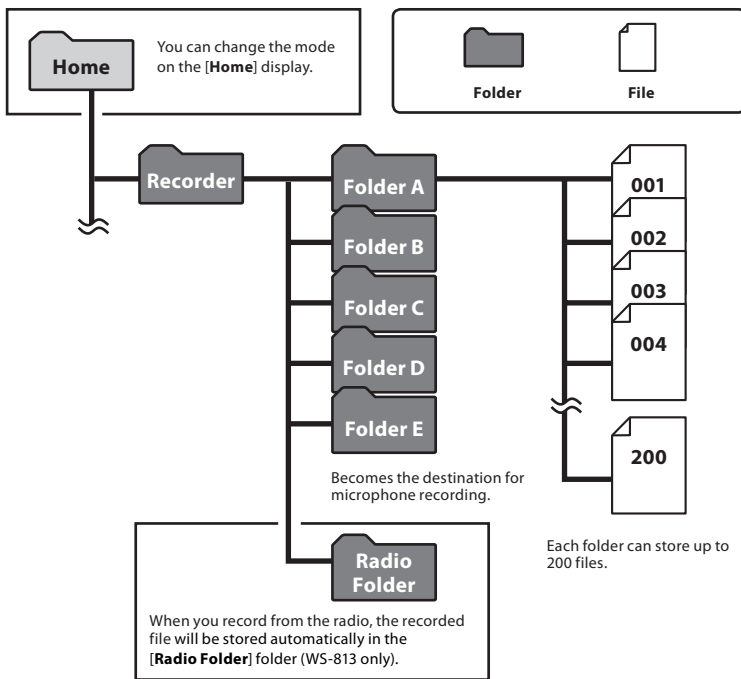 Home
You can change the mode
on the [Home] display.
Folder
File
Recorder
Folder A
Folder B
Folder C
Folder D
Folder E
001
002
003
004
200
Becomes the destination for
microphone recording.
Each folder can store up to
200 files.
Radio
Folder
When you record from the radio, the recorded
file will be stored automatically in the
[Radio Folder] folder (WS-813 only).